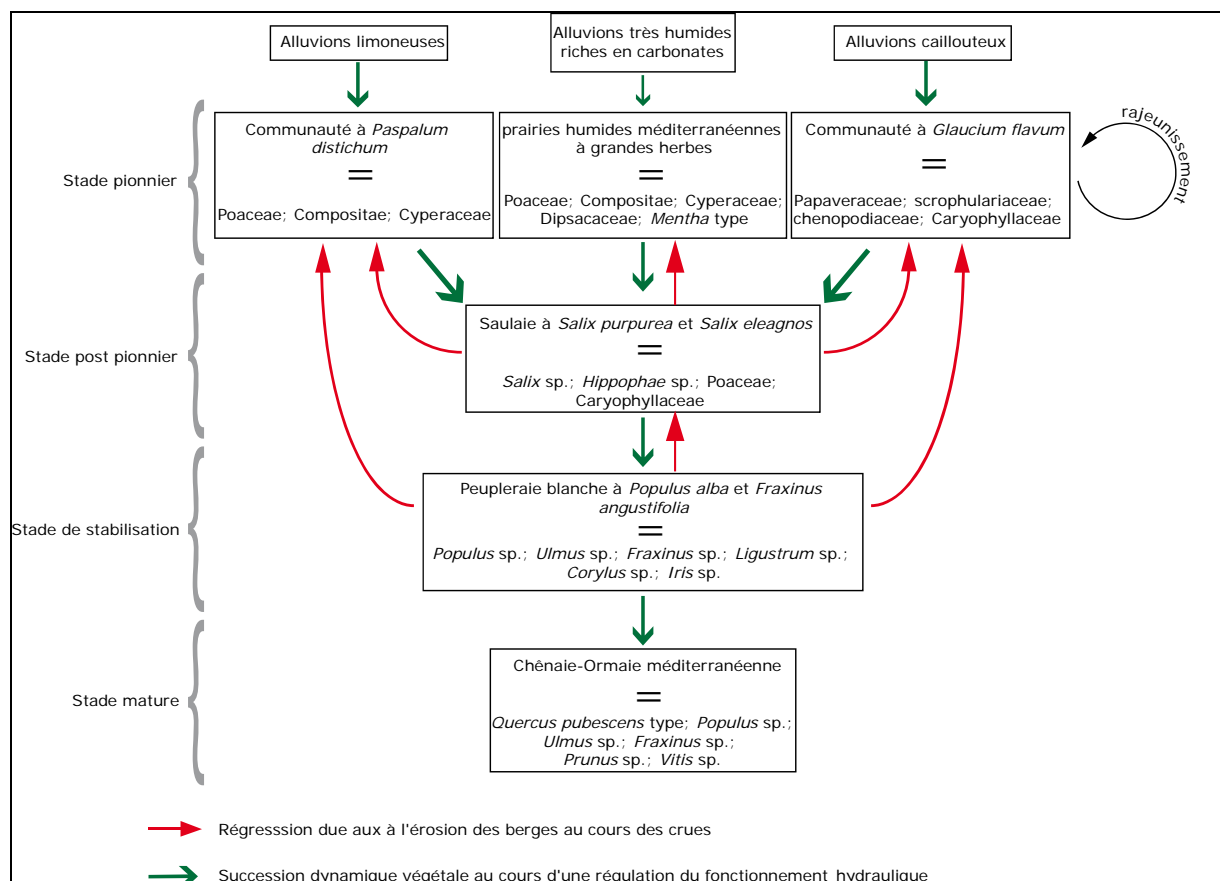 Alluvions limoneuses
Alluvions très humides
riches en carbonates
Alluvions caillouteux
Stade pionnier
Communauté à Paspalum
distichum
=
Poaceae; Compositae; Cyperaceae
prairies humides méditerranéennes
à grandes herbes
=
Poaceae; Compositae; Cyperaceae;
Dipsacaceae; Mentha type
Communauté à Glaucium flavum
=
Papaveraceae; scrophulariaceae;
chenopodiaceae; Caryophyllaceae
rajeunissement
Stade post pionnier
Saulaie à Salix purpurea et Salix eleagnos
=
Salix sp.; Hippophae sp.; Poaceae;
Caryophyllaceae
Stade de stabilisation
Peupleraie blanche à Populus alba et Fraxinus
angustifolia
=
Populus sp.; Ulmus sp.; Fraxinus sp.; Ligustrum sp.;
Corylus sp.; Iris sp.
Stade mature
Chênaie-Ormaie méditerranéenne
=
Quercus pubescens type; Populus sp.;
Ulmus sp.; Fraxinus sp.;
Prunus sp.; Vitis sp.
Régresssion due aux à l'érosion des berges au cours des crues
Succession dynamique végétale au cours d'une régulation du fonctionnement hydraulique